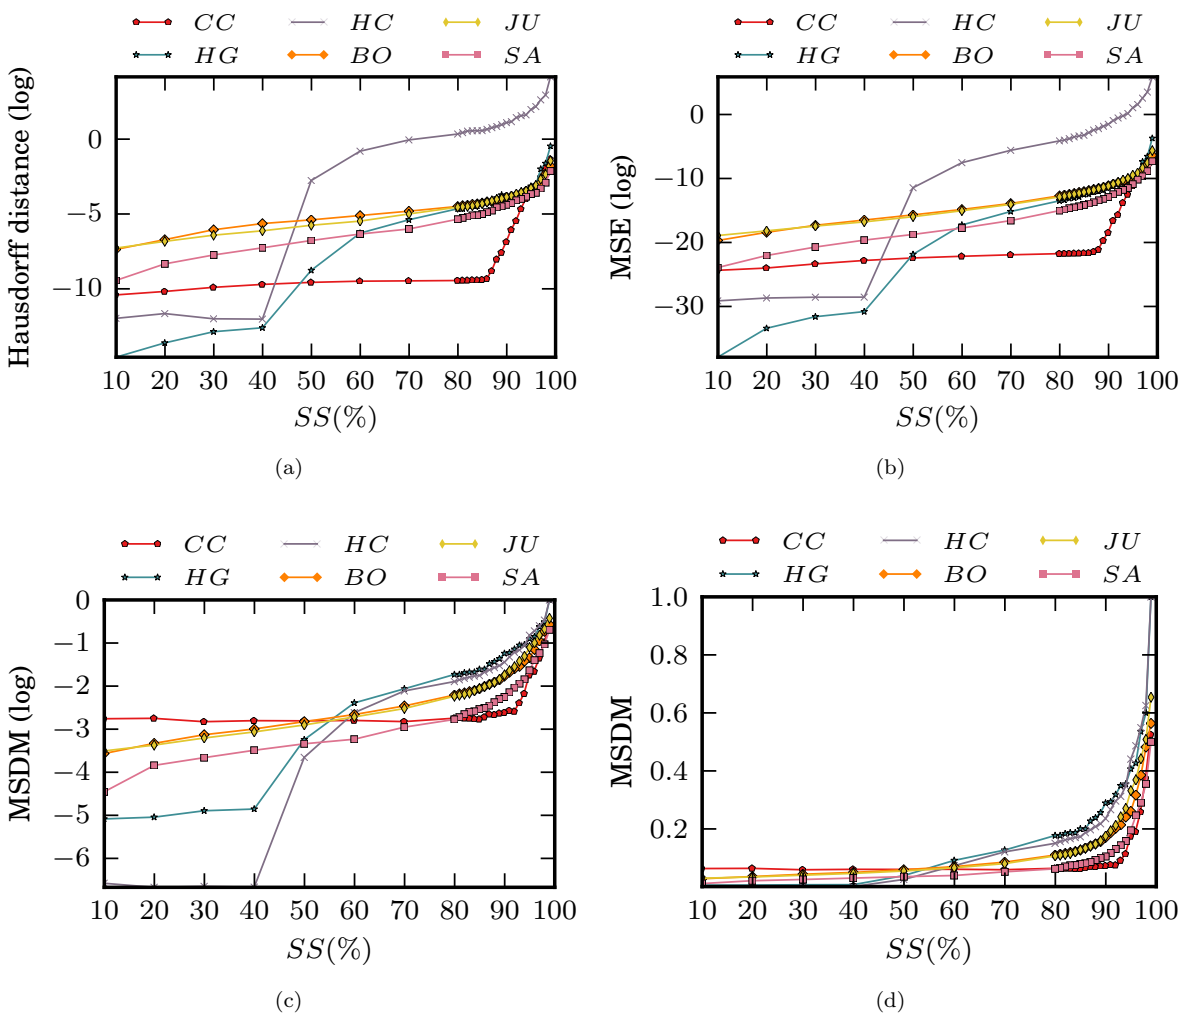 CC HC JU
HG BO SA
Hausdorff distance (log)
0
−5
−10
10 20 30 40 50 60 70 80 90 100
SS(%)
(a)
CC HC JU
HG BO SA
MSE (log)
0
−10
−20
−30
10 20 30 40 50 60 70 80 90 100
SS(%)
(b)
CC HC JU
HG BO SA
MSDM (log)
0
−1
−2
−3
−4
−5
−6
10 20 30 40 50 60 70 80 90 100
SS(%)
(c)
CC HC JU
HG BO SA
MSDM
1.0
0.8
0.6
0.4
0.2
10 20 30 40 50 60 70 80 90 100
SS(%)
(d)